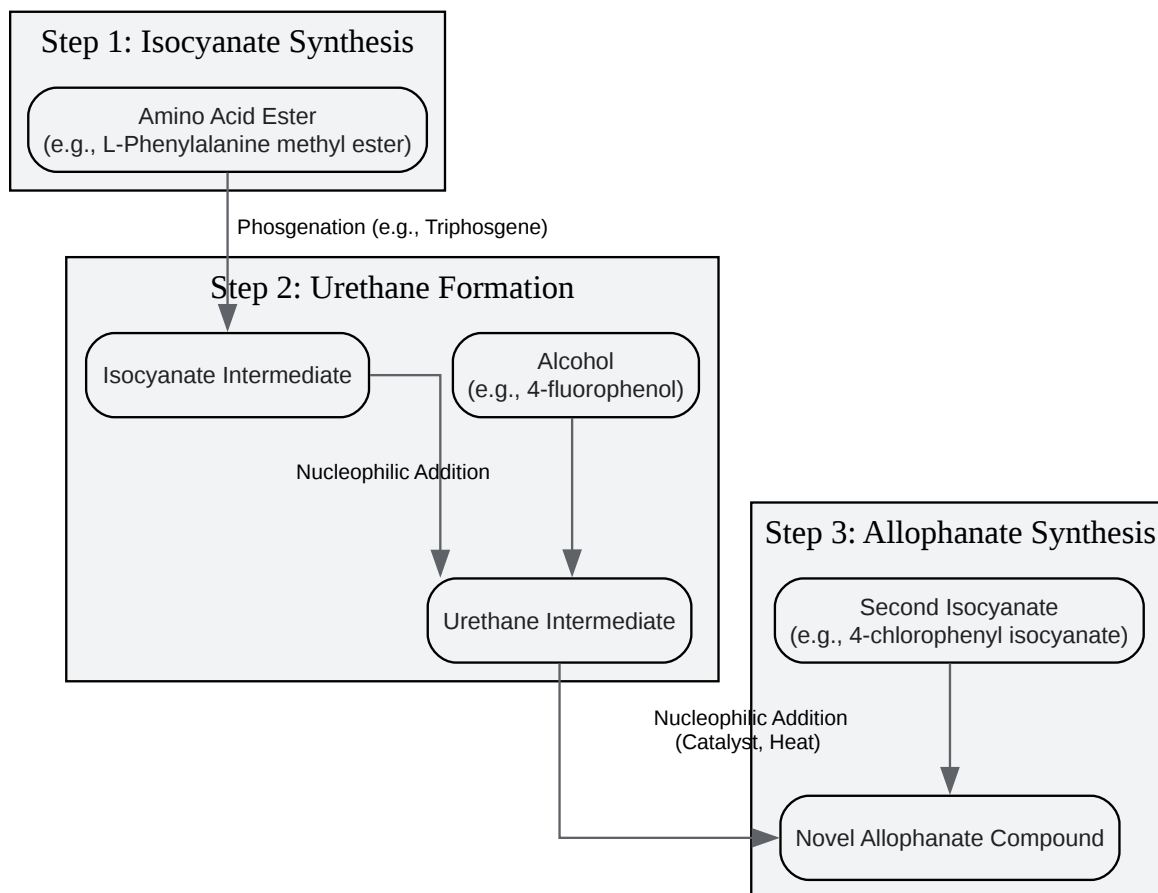 Step 1: Isocyanate Synthesis
Amino Acid Ester
(e.g., L-Phenylalanine methyl ester)
Phosgenation (e.g., Triphosgene)
Step 2: Urethane Formation
Isocyanate Intermediate
Alcohol
(e.g., 4-fluorophenol)
Nucleophilic Addition
Urethane Intermediate
Step 3: Allophanate Synthesis
Second Isocyanate
(e.g., 4-chlorophenyl isocyanate)
Nucleophilic Addition
(Catalyst, Heat)
Novel Allophanate Compound